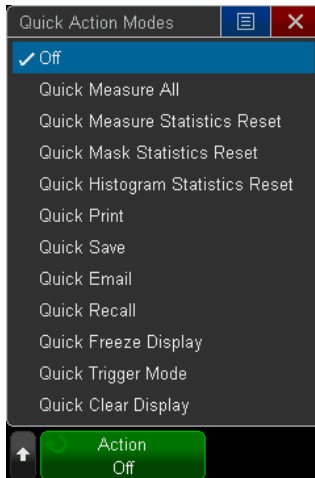 Quick Action Modes
Off
Quick Measure All
Quick Measure Statistics Reset
Quick Mask Statistics Reset
Quick Histogram Statistics Reset
Quick Print
Quick Save
Quick Email
Quick Recall
Quick Freeze Display
Quick Trigger Mode
Quick Clear Display
Action
Off